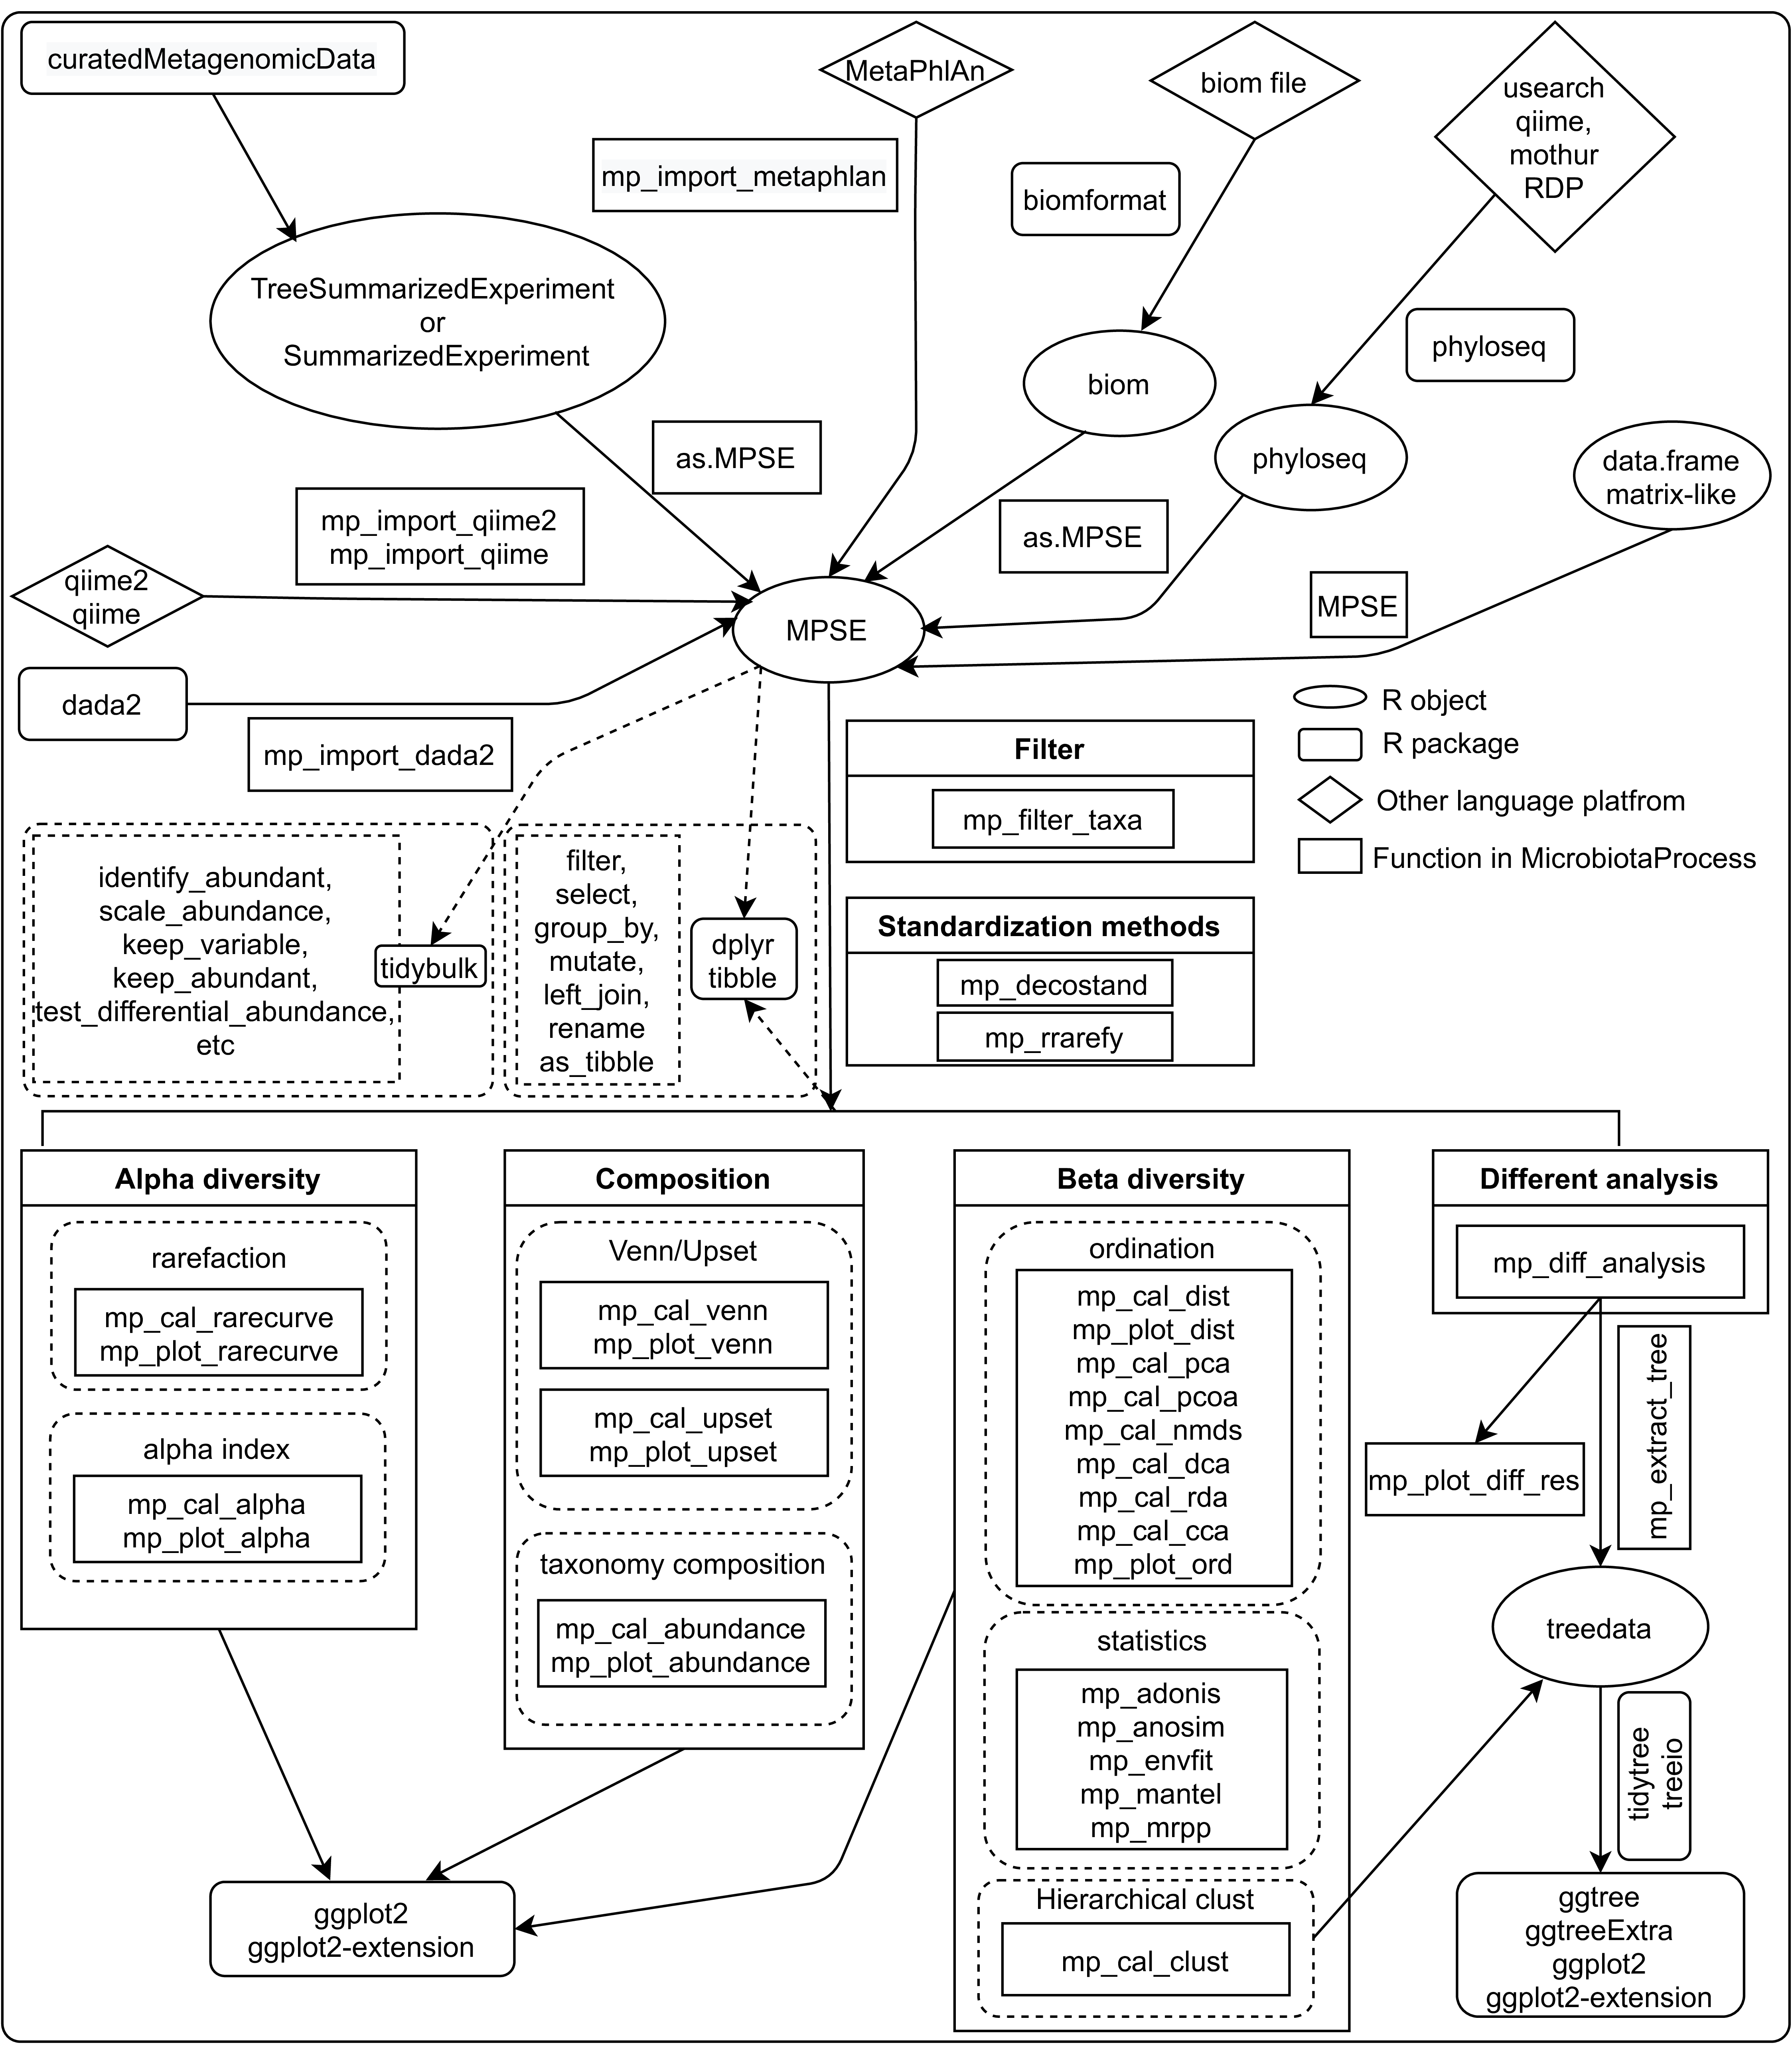 curatedMetagenomicData
MetaPhlAn
biom file
usearch
qiime,
mothur
RDP
mp_import_metaphlan
biomformat
TreeSummarizedExperiment
or
SummarizedExperiment
phyloseq
biom
phyloseq
data.frame
matrix-like
as.MPSE
mp_import_qiime2
mp_import_qiime
as.MPSE
qiime2
qiime
MPSE
MPSE
dada2
mp_import_dada2
R object
R package
Other language platfrom
Function in MicrobiotaProcess
Filter
mp_filter_taxa
identify_abundant,
scale_abundance,
keep_variable,
keep_abundant,
test_differential_abundance,
etc
tidybulk
filter,
select,
group_by,
mutate,
left_join,
rename
as_tibble
dplyr
tibble
Standardization methods
mp_decostand
mp_rrarefy
Alpha diversity
rarefaction
mp_cal_rarecurve
mp_plot_rarecurve
alpha index
mp_cal_alpha
mp_plot_alpha
Composition
Venn/Upset
mp_cal_venn
mp_plot_venn
mp_cal_upset
mp_plot_upset
taxonomy composition
mp_cal_abundance
mp_plot_abundance
Beta diversity
ordination
mp_cal_dist
mp_plot_dist
mp_cal_pca
mp_cal_pcoa
mp_cal_nmds
mp_cal_dca
mp_cal_rda
mp_cal_cca
mp_plot_ord
statistics
mp_adonis
mp_anosim
mp_envfit
mp_mantel
mp_mrpp
Hierarchical clust
mp_cal_clust
Different analysis
mp_diff_analysis
mp_extract_tree
mp_plot_diff_res
treedata
tidytree
treeio
ggplot2
ggplot2-extension
ggtree
ggtreeExtra
ggplot2
ggplot2-extension